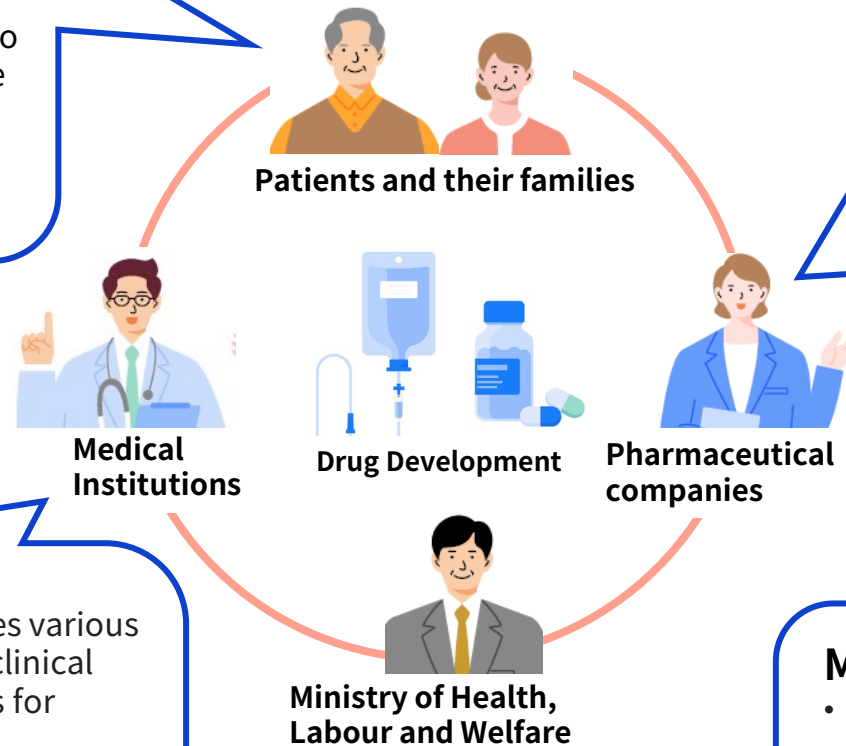 o
e
Patients and their families
Medical
Institutions
Drug Development
Pharmaceutical
companies
es various
clinical
s for
Ministry of Health,
Labour and Welfare
M
•